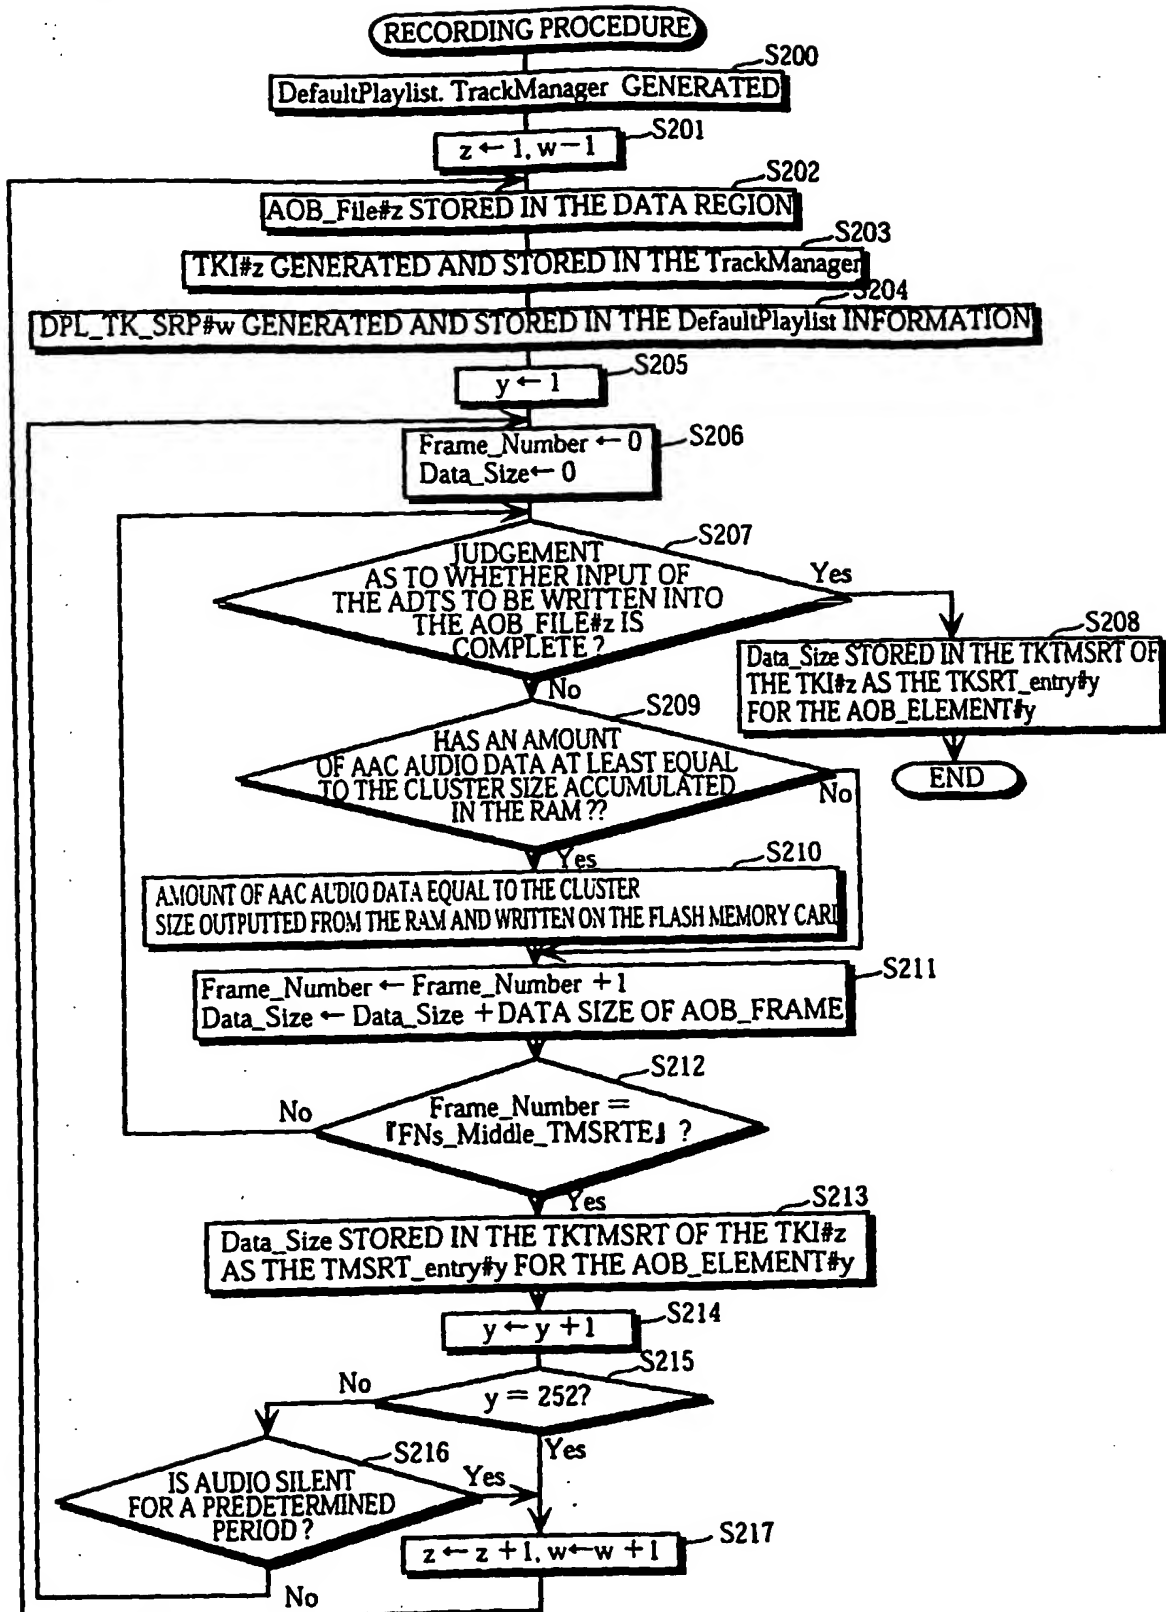 RECORDING PROCEDURE
S200
DefaultPlaylist. TrackManager GENERATED
S201
z ← 1, w−1
S202
AOB_File#z STORED IN THE DATA REGION
S203
TKI#z GENERATED AND STORED IN THE TrackManager
S204
DPL_TK_SRP#w GENERATED AND STORED IN THE DefaultPlaylist INFORMATION
S205
y ← 1
S206
Frame_Number ← 0
Data_Size ← 0
S207
JUDGEMENT
AS TO WHETHER INPUT OF
THE ADTS TO BE WRITTEN INTO
THE AOB_FILE#z IS
COMPLETE ?
Yes
No
S208
Data_Size STORED IN THE TKTMSRT OF
THE TKI#z AS THE TKSRT_entry#y
FOR THE AOB_ELEMENT#y
END
S209
HAS AN AMOUNT
OF AAC AUDIO DATA AT LEAST EQUAL
TO THE CLUSTER SIZE ACCUMULATED
IN THE RAM ??
No
Yes
S210
AMOUNT OF AAC AUDIO DATA EQUAL TO THE CLUSTER
SIZE OUTPUTTED FROM THE RAM AND WRITTEN ON THE FLASH MEMORY CARD
S211
Frame_Number ← Frame_Number +1
Data_Size ← Data_Size +DATA SIZE OF AOB_FRAME
S212
Frame_Number =
『FNs_Middle_TMSRTE』 ?
No
Yes
S213
Data_Size STORED IN THE TKTMSRT OF THE TKI#z
AS THE TMSRT_entry#y FOR THE AOB_ELEMENT#y
S214
y ← y +1
S215
y = 252?
No
Yes
S216
IS AUDIO SILENT
FOR A PREDETERMINED
PERIOD ?
Yes
No
S217
z ← z +1, w←w +1